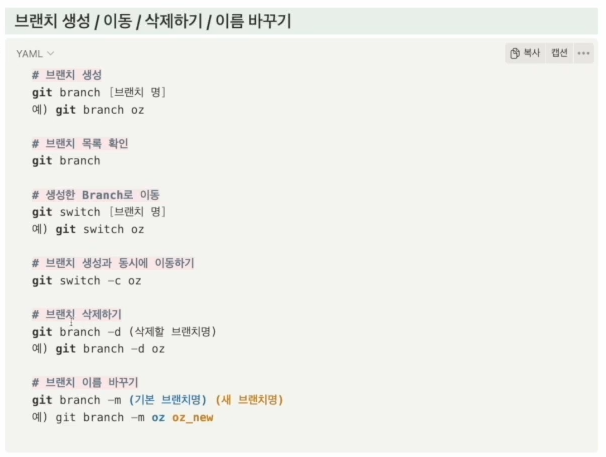 브랜치 생성 / 이동 / 삭제하기 / 이름 바꾸기
YAML
복사 캡션
# 브랜치 생성
git branch [브랜치 명]
예) git branch oz
# 브랜치 목록 확인
git branch
# 생성한 Branch로 이동
git switch [브랜치 명]
예) git switch oz
# 브랜치 생성과 동시에 이동하기
git switch -c oz
# 브랜치 삭제하기
git branch -d (삭제할 브랜치명)
예) git branch -d oz
# 브랜치 이름 바꾸기
git branch -m (기본 브랜치명) (새 브랜치명)
예) git branch -m oz oz_new